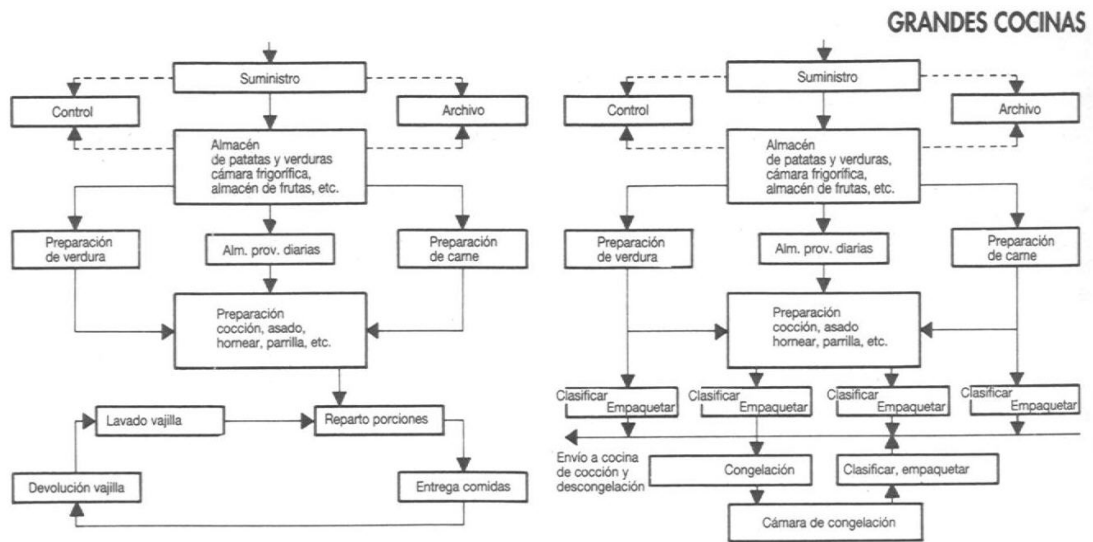 GRANDES COCINAS
Suministro
Control
Archivo
Almacén
de patatas y verduras
cámara frigorífica,
almacén de frutas, etc.
Preparación
de verdura
Alm. prov. diarias
Preparación
de carne
Preparación
cocción, asado,
hornear, parrilla, etc.
Lavado vajilla
Reparto porciones
Devolución vajilla
Entrega comidas
Suministro
Control
Archivo
Almacén
de patatas y verduras,
cámara frigorífica,
almacén de frutas, etc.
Preparación
de verdura
Alm. prov. diarias
Preparación
de carne
Preparación
cocción, asado
hornear, parrilla, etc.
Clasificar
Empaquetar
Clasificar
Empaquetar
Clasificar
Empaquetar
Clasificar
Empaquetar
Envío a cocina
de cocción y
descongelación
Congelación
Clasificar, empaquetar
Cámara de congelación